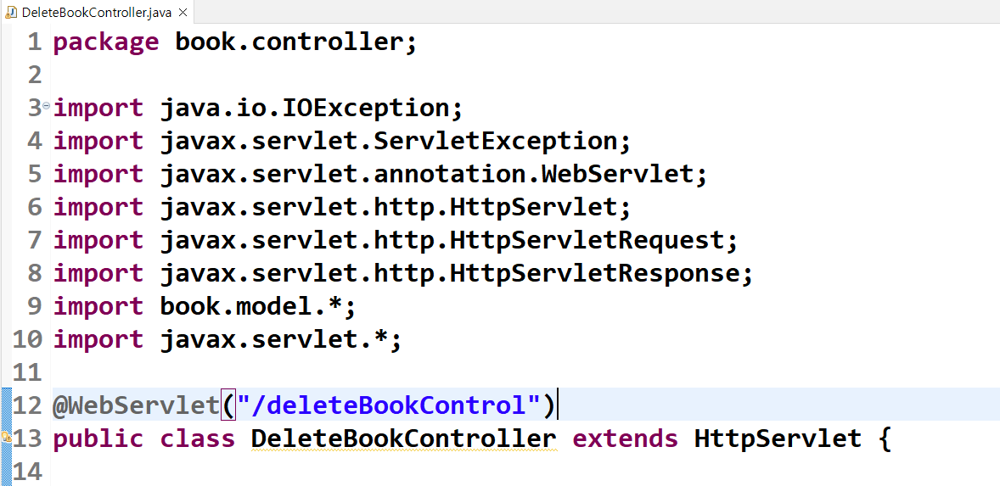 DeleteBookController.java
1 package book.controller;
2
3 import java.io.IOException;
4 import javax.servlet.ServletException;
5 import javax.servlet.annotation.WebServlet;
6 import javax.servlet.http.HttpServlet;
7 import javax.servlet.http.HttpServletRequest;
8 import javax.servlet.http.HttpServletResponse;
9 import book.model.*;
10 import javax.servlet.*;
11
12 @WebServlet("/deleteBookControl")
13 public class DeleteBookController extends HttpServlet {
14